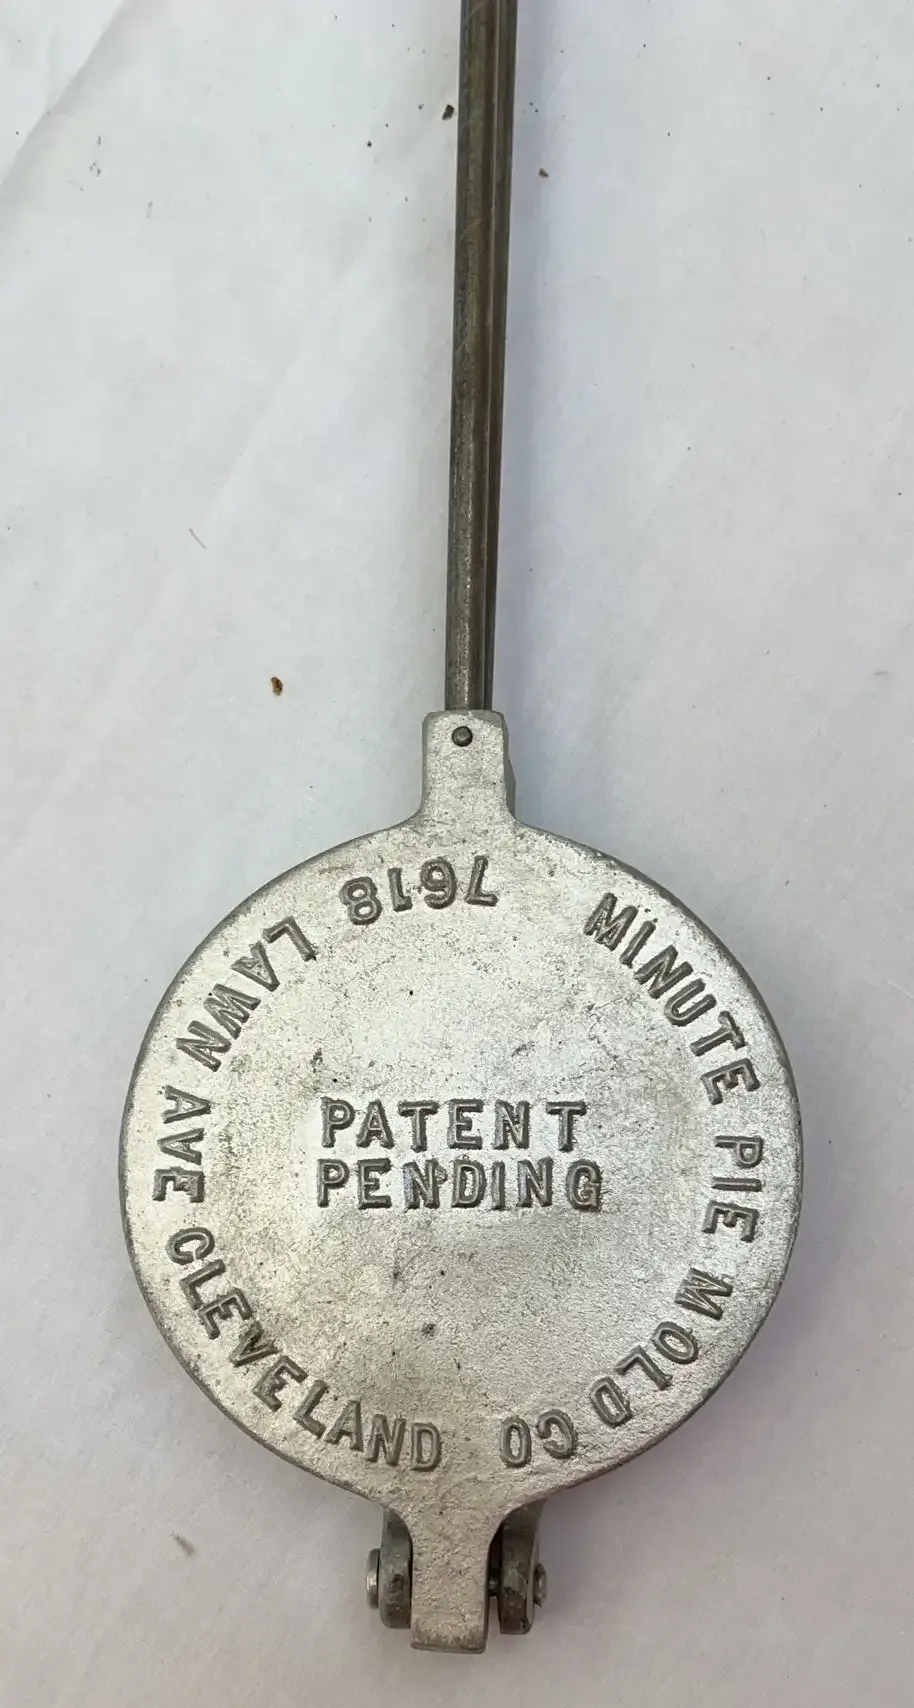 MINUTE PIE MOLD CO
7618 LAWN AVE CLEVELAND
PATENT
PENDING